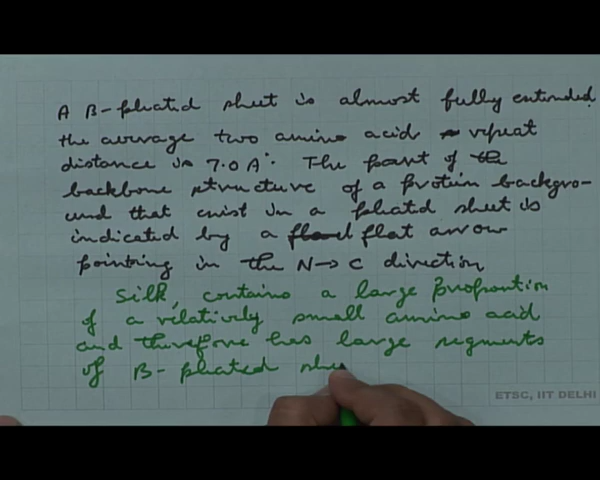 A β-pleated sheet is almost fully extended
the average two amino acids repeat
distance is 7.0 A°. The part of the
backbone structure of a protein backgro-
und that exist in a pleated sheet is
indicated by a flat arrow
pointing in the N→C direction
Silk, contains a large proprontion
of a relatively small amino acid
and therefore has large segments
of β-pleated shee
ETSC, IIT DELHI